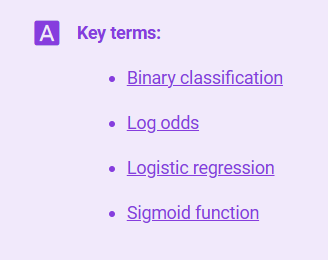 A Key terms:
Binary classification
Log odds
Logistic regression
Sigmoid function